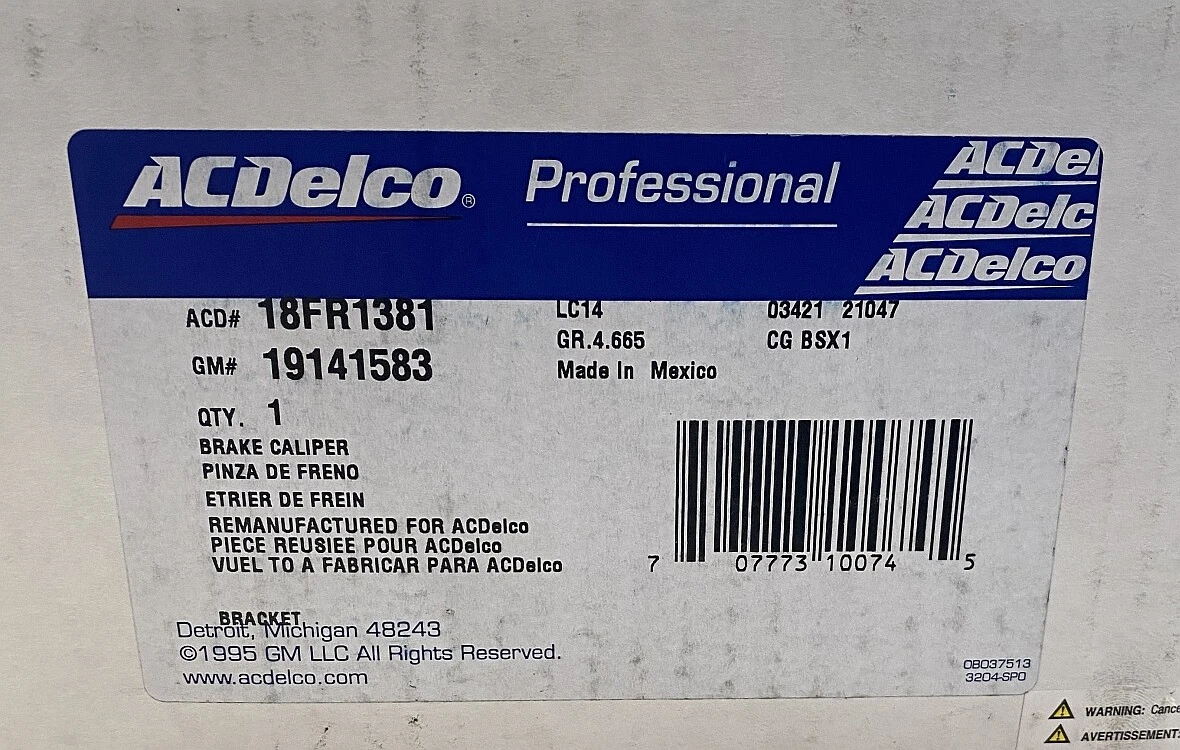 ACDelco® Professional
ACDel
ACDelc
ACDelco
ACD# 18FR1381
GM# 19141583
QTY. 1
BRAKE CALIPER
PINZA DE FRENO
ETRIER DE FREIN
REMANUFACTURED FOR ACDelco
PIECE REUSIEE POUR ACDelco
VUEL TO A FABRICAR PARA ACDelco
BRACKET
LC14 03421 21047
GR.4.665 CG BSX1
Made In Mexico
7 07773 10074 5
Detroit, Michigan 48243
©1995 GM LLC All Rights Reserved.
www.acdelco.com
08037513
3204-SPO
WARNING: Cance
AVERTISSEMENT: